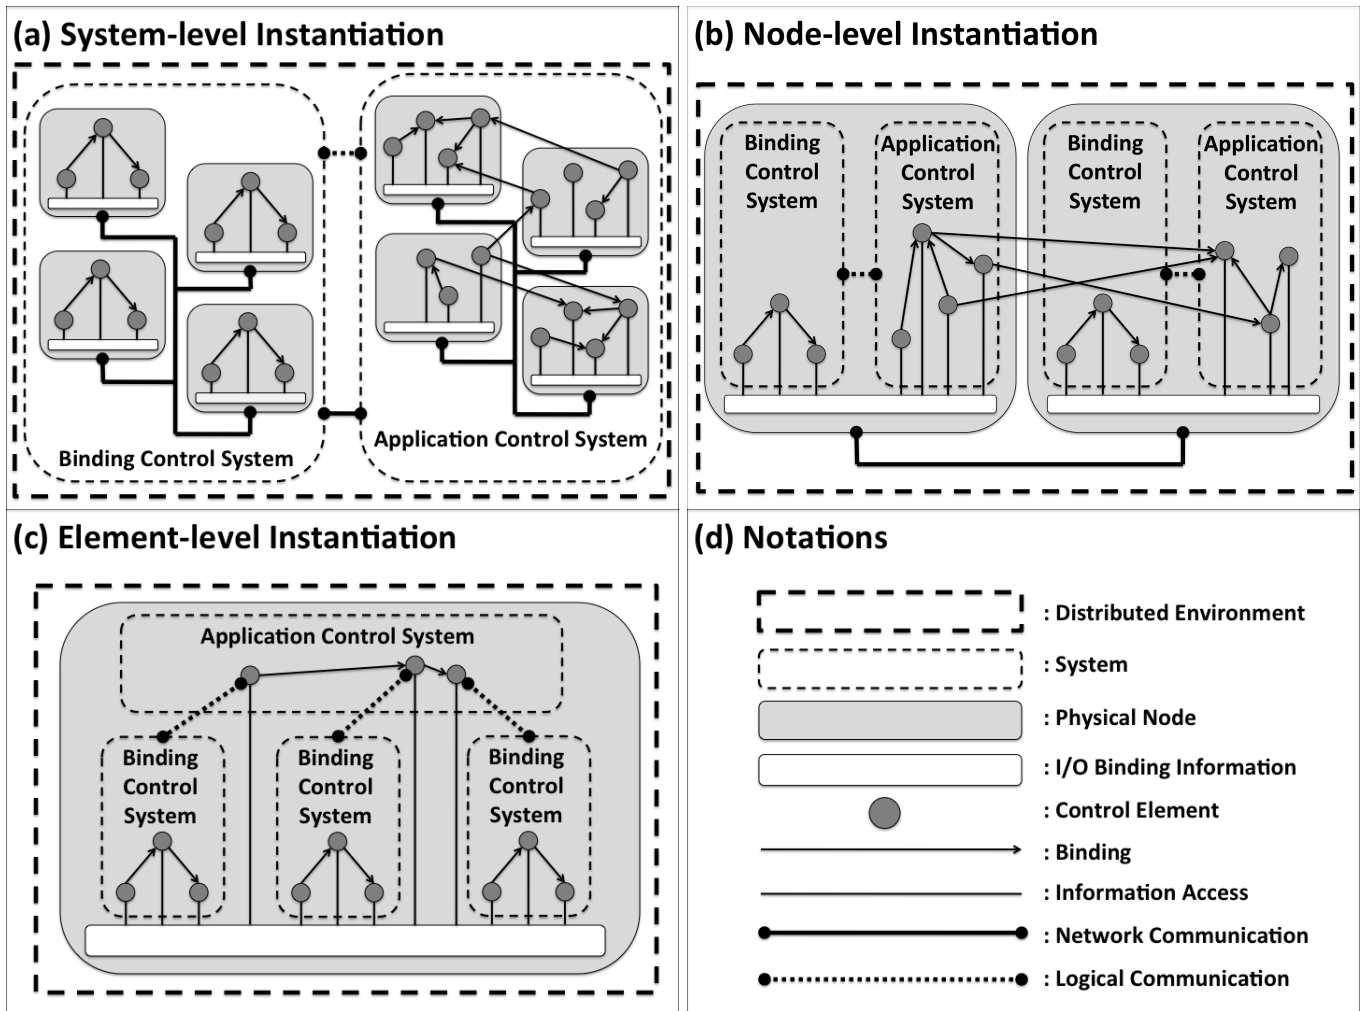 (a) System-level Instantiation
Binding Control System
Application Control System
(b) Node-level Instantiation
Binding
Control
System
Application
Control
System
Binding
Control
System
Application
Control
System
(c) Element-level Instantiation
Application Control System
Binding
Control
System
Binding
Control
System
Binding
Control
System
(d) Notations
: Distributed Environment
: System
: Physical Node
: I/O Binding Information
: Control Element
: Binding
: Information Access
: Network Communication
: Logical Communication